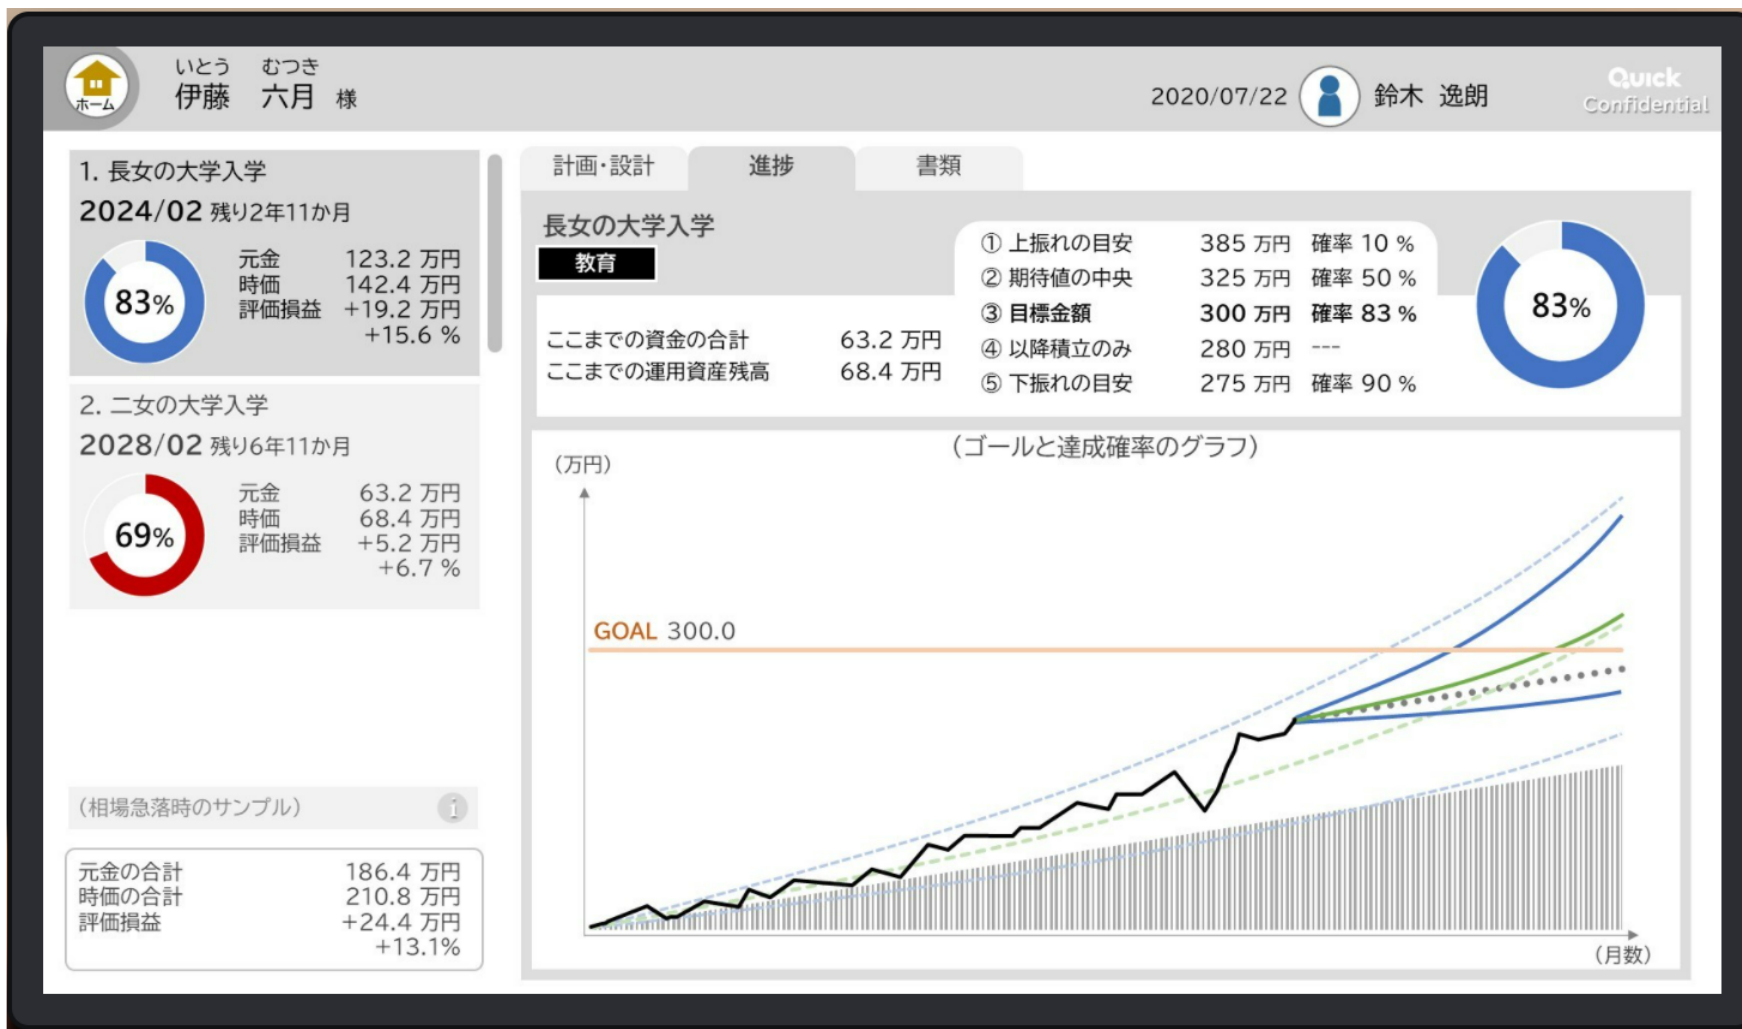 いとう むつき
伊藤 六月 様
ホーム
2020/07/22
鈴木 逸朗
Quick
Confidential
1. 長女の大学入学
2024/02 残り2年11か月
83%
元金 123.2 万円
時価 142.4 万円
評価損益 +19.2 万円
+15.6 %
2. 二女の大学入学
2028/02 残り6年11か月
69%
元金 63.2 万円
時価 68.4 万円
評価損益 +5.2 万円
+6.7 %
(相場急落時のサンプル)
i
元金の合計 186.4 万円
時価の合計 210.8 万円
評価損益 +24.4 万円
+13.1%
計画・設計 進捗 書類
長女の大学入学
教育
ここまでの資金の合計 63.2 万円
ここまでの運用資産残高 68.4 万円
① 上振れの目安 385 万円 確率 10 %
② 期待値の中央 325 万円 確率 50 %
③ 目標金額 300 万円 確率 83 %
④ 以降積立のみ 280 万円 ---
⑤ 下振れの目安 275 万円 確率 90 %
83%
(ゴールと達成確率のグラフ)
(万円)
GOAL 300.0
(月数)